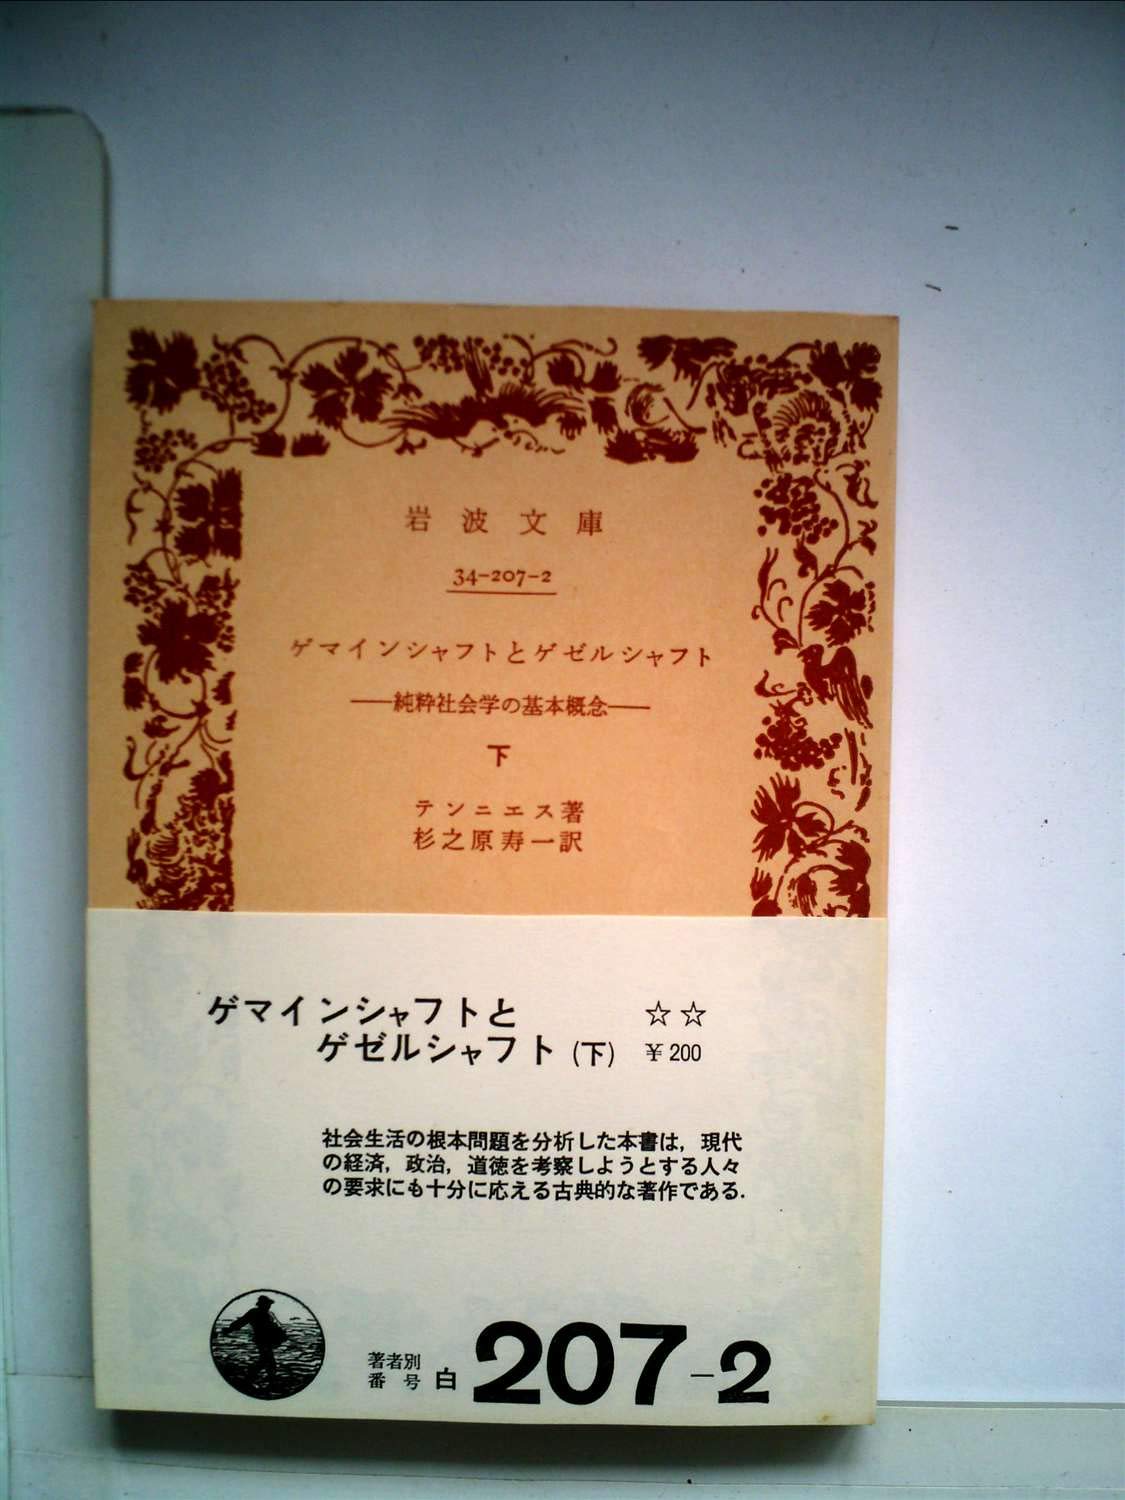 岩波文庫
34-207-2
ゲマインシャフトとゲゼルシャフト
——純粋社会学の基本概念——
下
テンニエス著
杉之原寿一訳
ゲマインシャフトと ☆☆
ゲゼルシャフト (下) ¥200
社会生活の根本問題を分析した本書は，現代
の経済，政治，道徳を考察しようとする人々
の要求にも十分に応える古典的な著作である．
著者別
番号 白 207-2